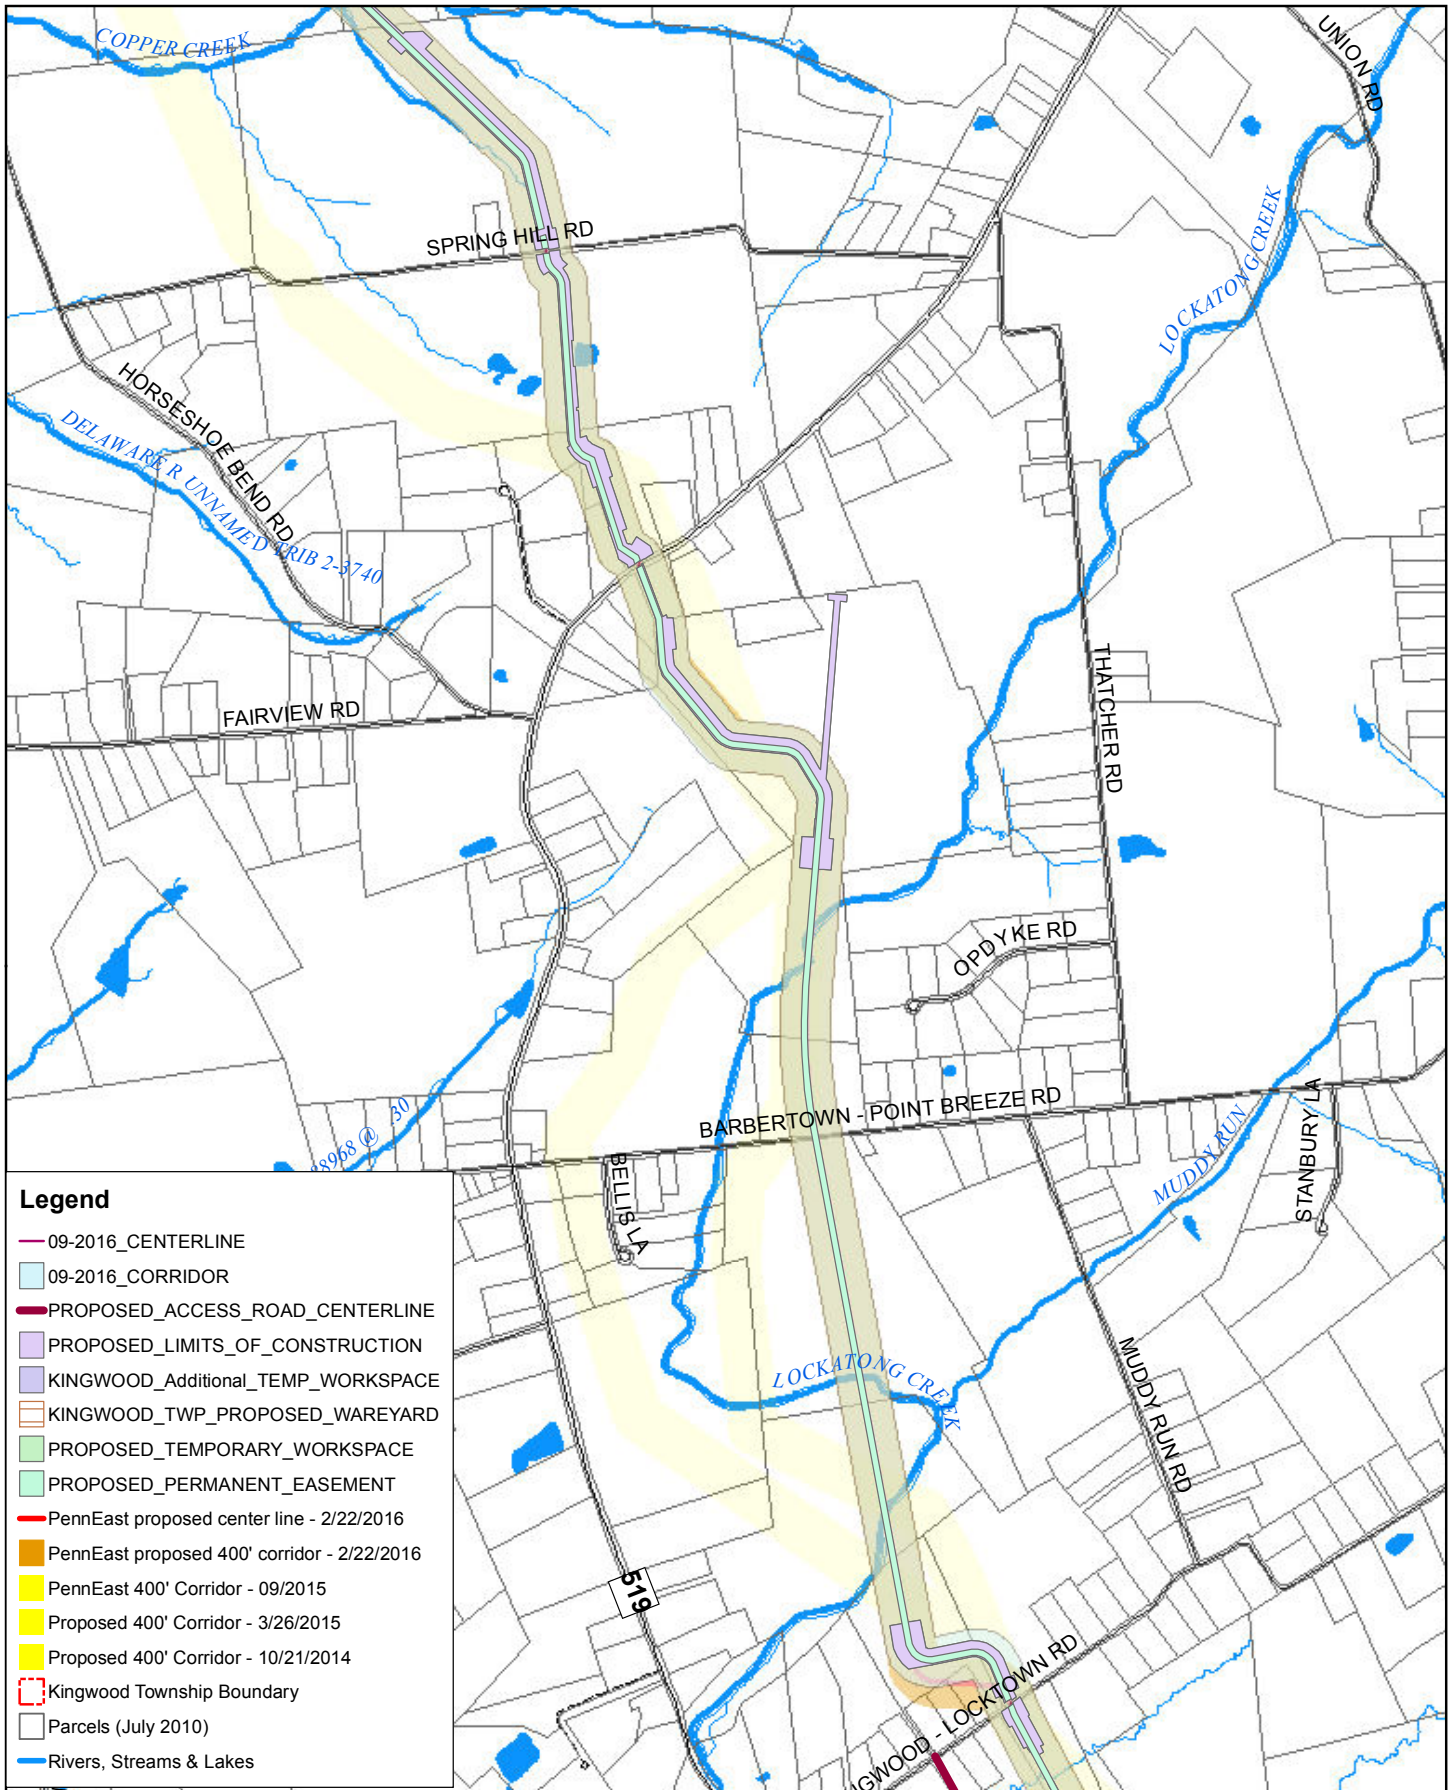 COPPER CREEK
UNION RD
SPRING HILL RD
LOCKATONG CREEK
HORSESHOE BEND RD
DELAWARE R UNNAMED TRIB 2-3740
THATCHER RD
FAIRVIEW RD
OPDYKE RD
BARBERTOWN - POINT BREEZE RD
STANBURY LA
MUDDY RUN
BELLIS LA
LOCKATONG CREEK
MUDDY RUN RD
519
GWOOD - LOCKTOWN RD
Legend
09-2016_CENTERLINE
09-2016_CORRIDOR
PROPOSED_ACCESS_ROAD_CENTERLINE
PROPOSED_LIMITS_OF_CONSTRUCTION
KINGWOOD_Additional_TEMP_WORKSPACE
KINGWOOD_TWP_PROPOSED_WAREYARD
PROPOSED_TEMPORARY_WORKSPACE
PROPOSED_PERMANENT_EASEMENT
PennEast proposed center line - 2/22/2016
PennEast proposed 400' corridor - 2/22/2016
PennEast 400' Corridor - 09/2015
Proposed 400' Corridor - 3/26/2015
Proposed 400' Corridor - 10/21/2014
Kingwood Township Boundary
Parcels (July 2010)
Rivers, Streams & Lakes